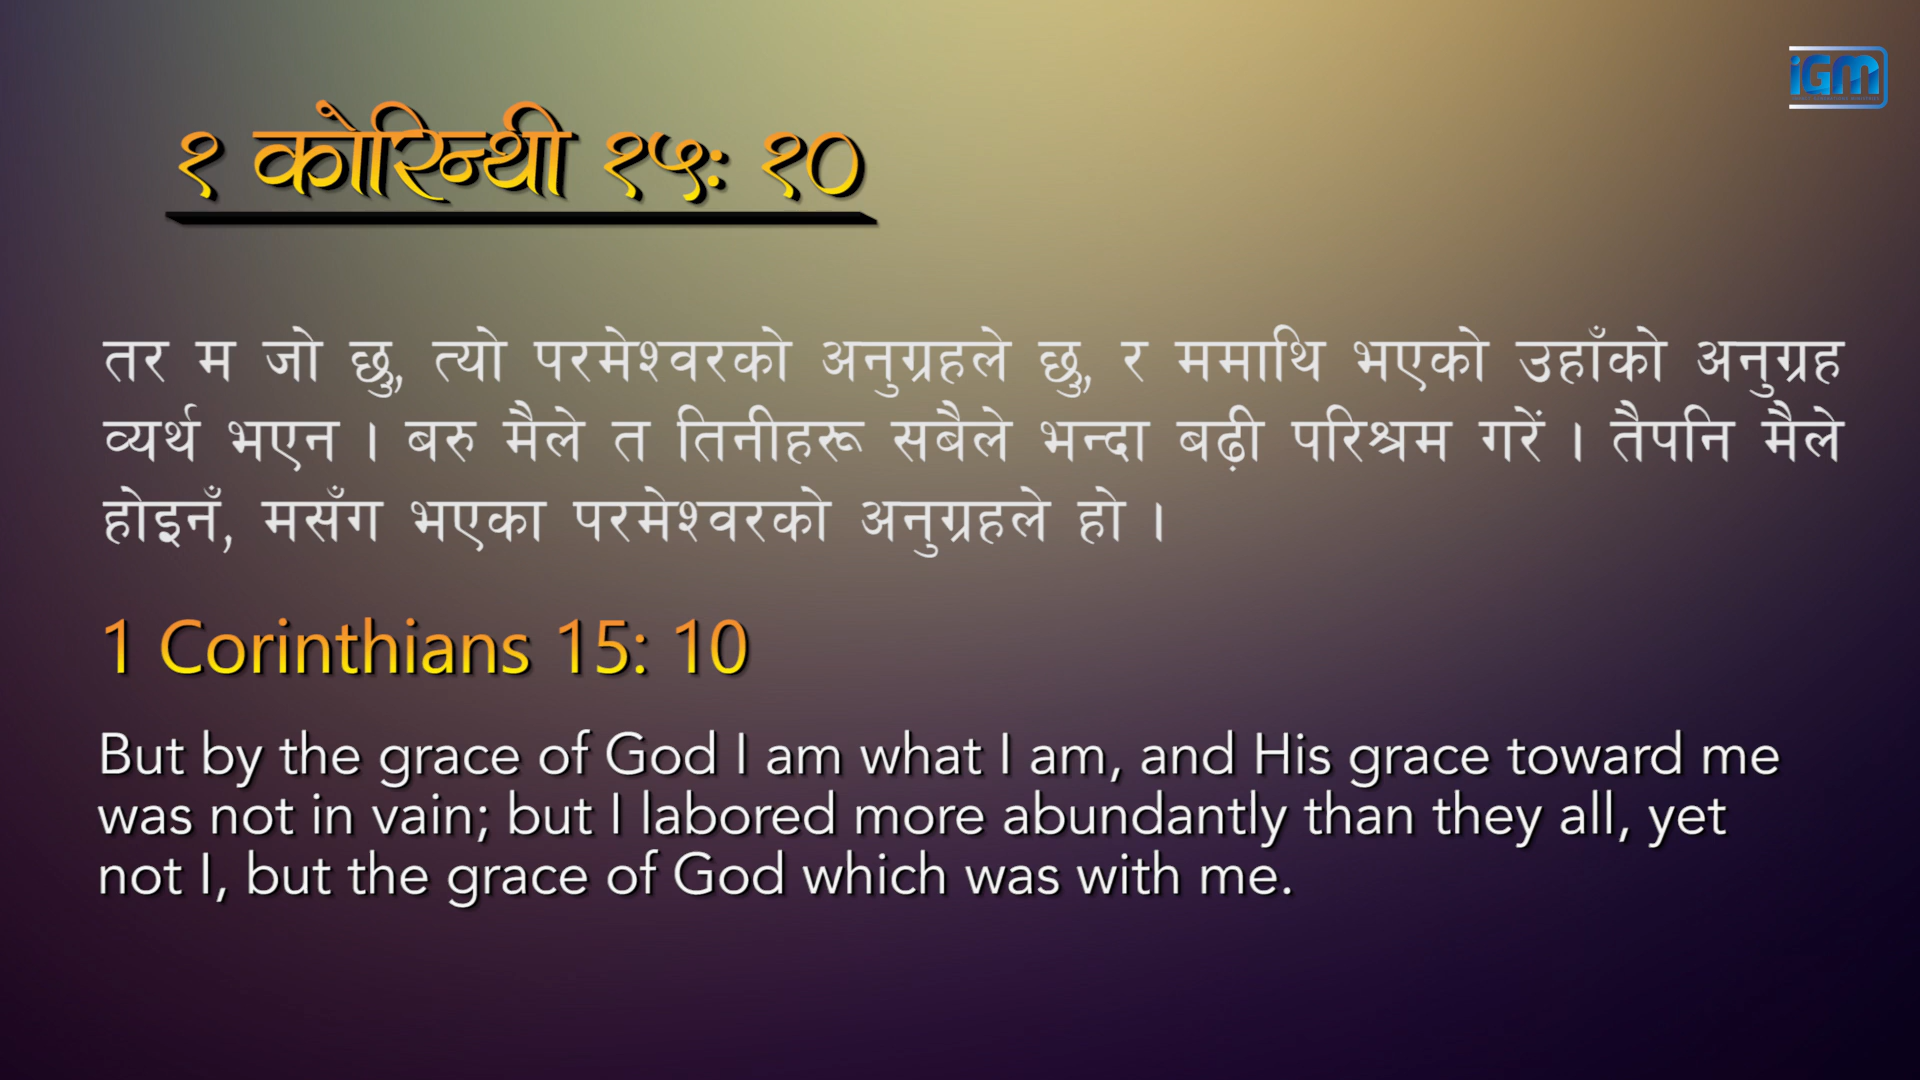 iGM
१ कोरिन्थी १५: १०
तर म जो छु, त्यो परमेश्वरको अनुग्रहले छु, र ममाथि भएको उहाँको अनुग्रह
व्यर्थ भएन । बरु मैले त तिनीहरू सबैले भन्दा बढ़ी परिश्रम गरें । तैपनि मैले
होइनँ, मसँग भएका परमेश्वरको अनुग्रहले हो ।
1 Corinthians 15: 10
But by the grace of God I am what I am, and His grace toward me
was not in vain; but I labored more abundantly than they all, yet
not I, but the grace of God which was with me.